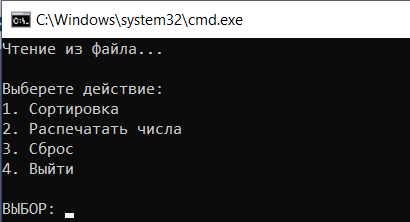 C:\Windows\system32\cmd.exe
Чтение из файла...
Выберете действие:
1. Сортировка
2. Распечатать числа
3. Сброс
4. Выйти
ВЫБОР: